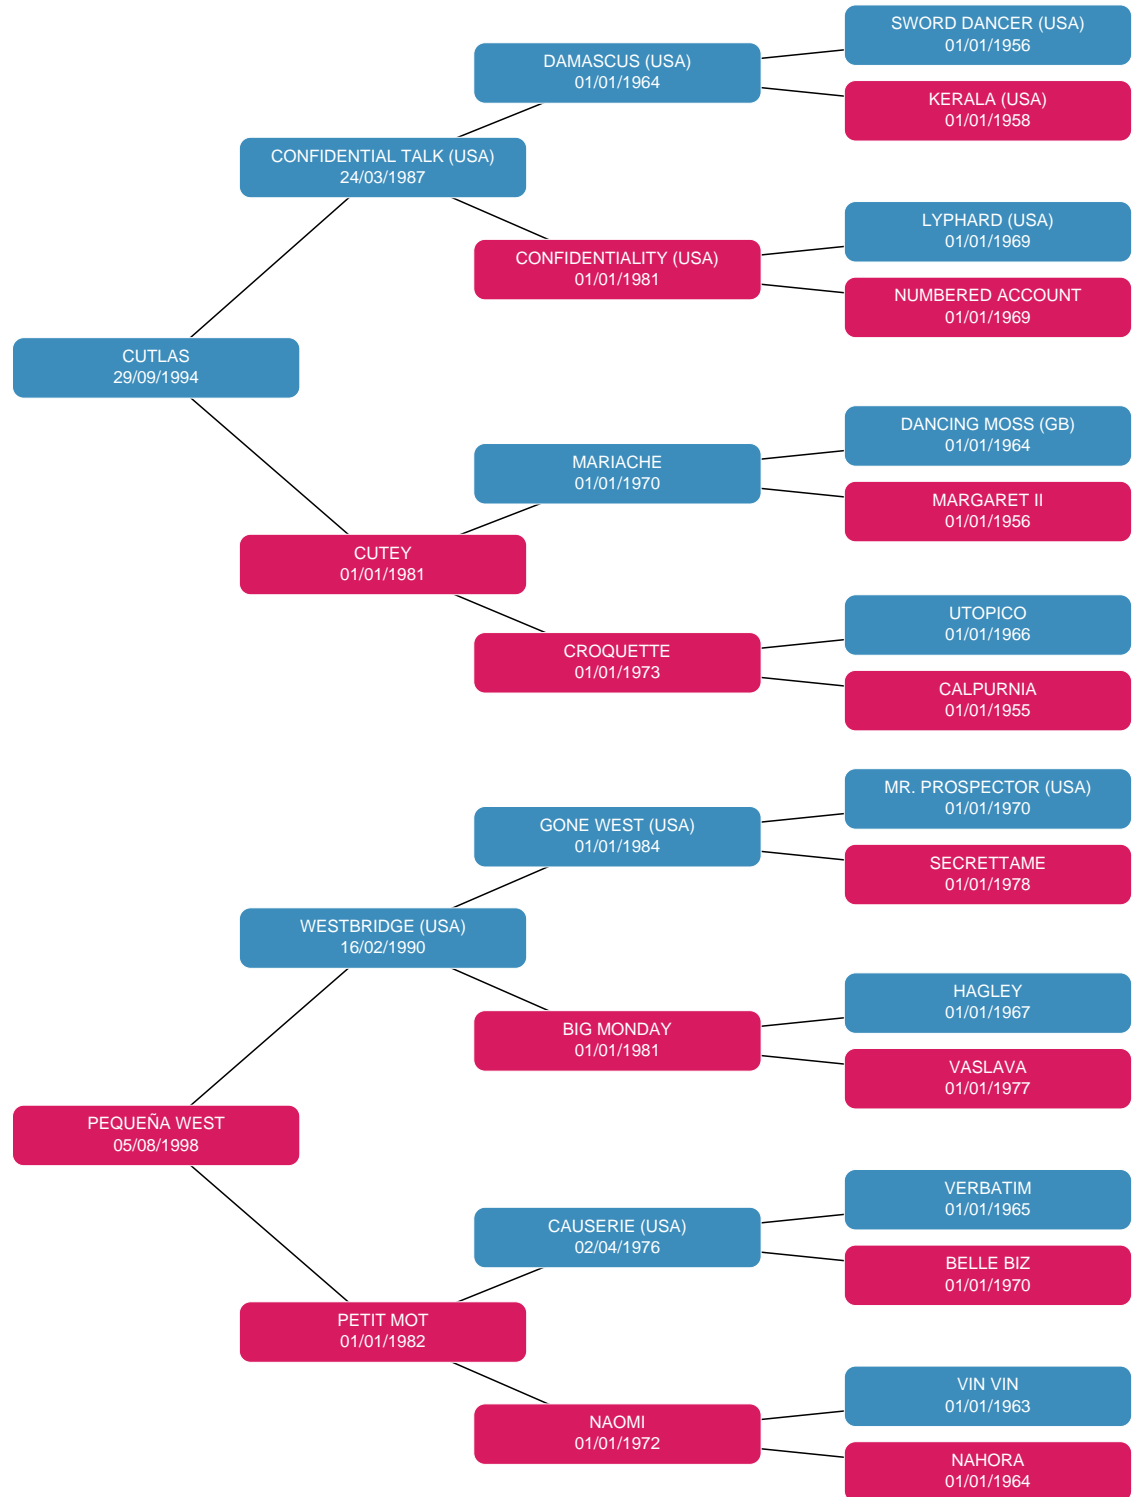 SWORD DANCER (USA)
01/01/1956
DAMASCUS (USA)
01/01/1964
KERALA (USA)
01/01/1958
CONFIDENTIAL TALK (USA)
24/03/1987
LYPHARD (USA)
01/01/1969
CONFIDENTIALITY (USA)
01/01/1981
NUMBERED ACCOUNT
01/01/1969
CUTLAS
29/09/1994
DANCING MOSS (GB)
01/01/1964
MARIACHE
01/01/1970
MARGARET II
01/01/1956
CUTEY
01/01/1981
UTOPICO
01/01/1966
CROQUETTE
01/01/1973
CALPURNIA
01/01/1955
MR. PROSPECTOR (USA)
01/01/1970
GONE WEST (USA)
01/01/1984
SECRETTAME
01/01/1978
WESTBRIDGE (USA)
16/02/1990
HAGLEY
01/01/1967
BIG MONDAY
01/01/1981
VASLAVA
01/01/1977
PEQUEÑA WEST
05/08/1998
VERBATIM
01/01/1965
CAUSERIE (USA)
02/04/1976
BELLE BIZ
01/01/1970
PETIT MOT
01/01/1982
VIN VIN
01/01/1963
NAOMI
01/01/1972
NAHORA
01/01/1964